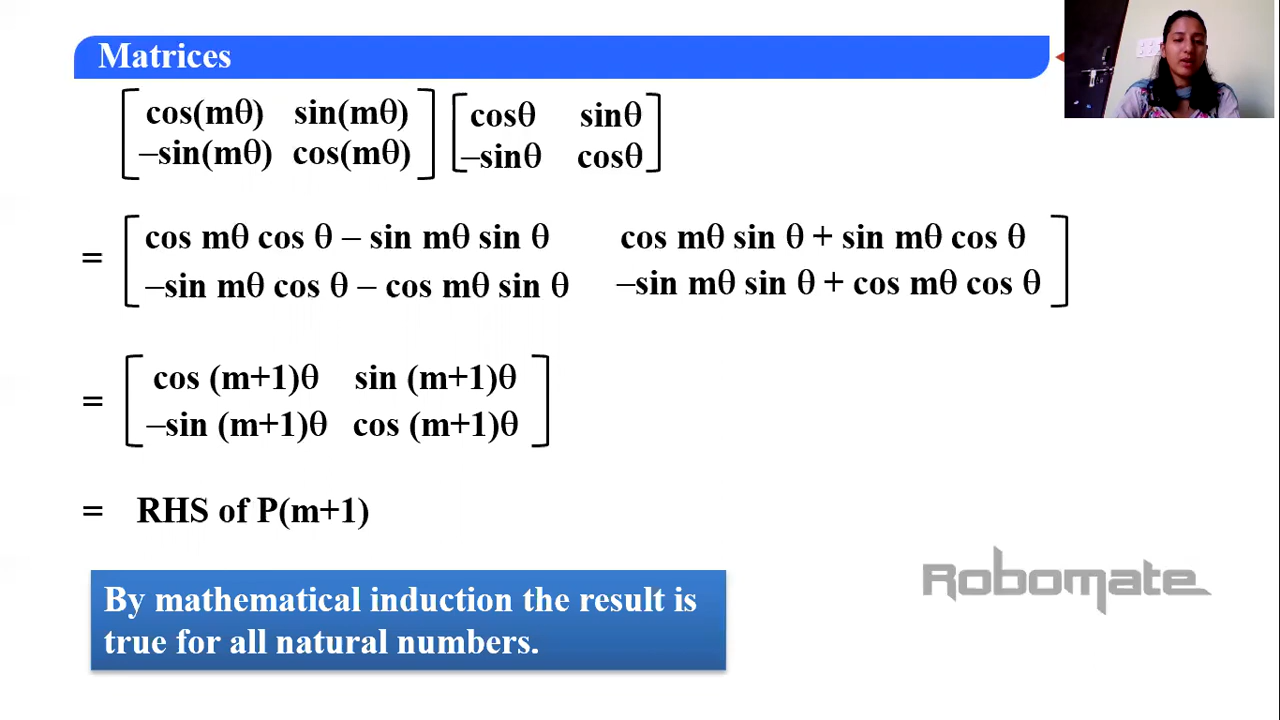 Matrices
cos(mθ) sin(mθ) cosθ sinθ
–sin(mθ) cos(mθ) –sinθ cosθ
= cos mθ cos θ – sin mθ sin θ cos mθ sin θ + sin mθ cos θ
–sin mθ cos θ – cos mθ sin θ –sin mθ sin θ + cos mθ cos θ
= cos (m+1)θ sin (m+1)θ
–sin (m+1)θ cos (m+1)θ
= RHS of P(m+1)
Robomate
By mathematical induction the result is
true for all natural numbers.